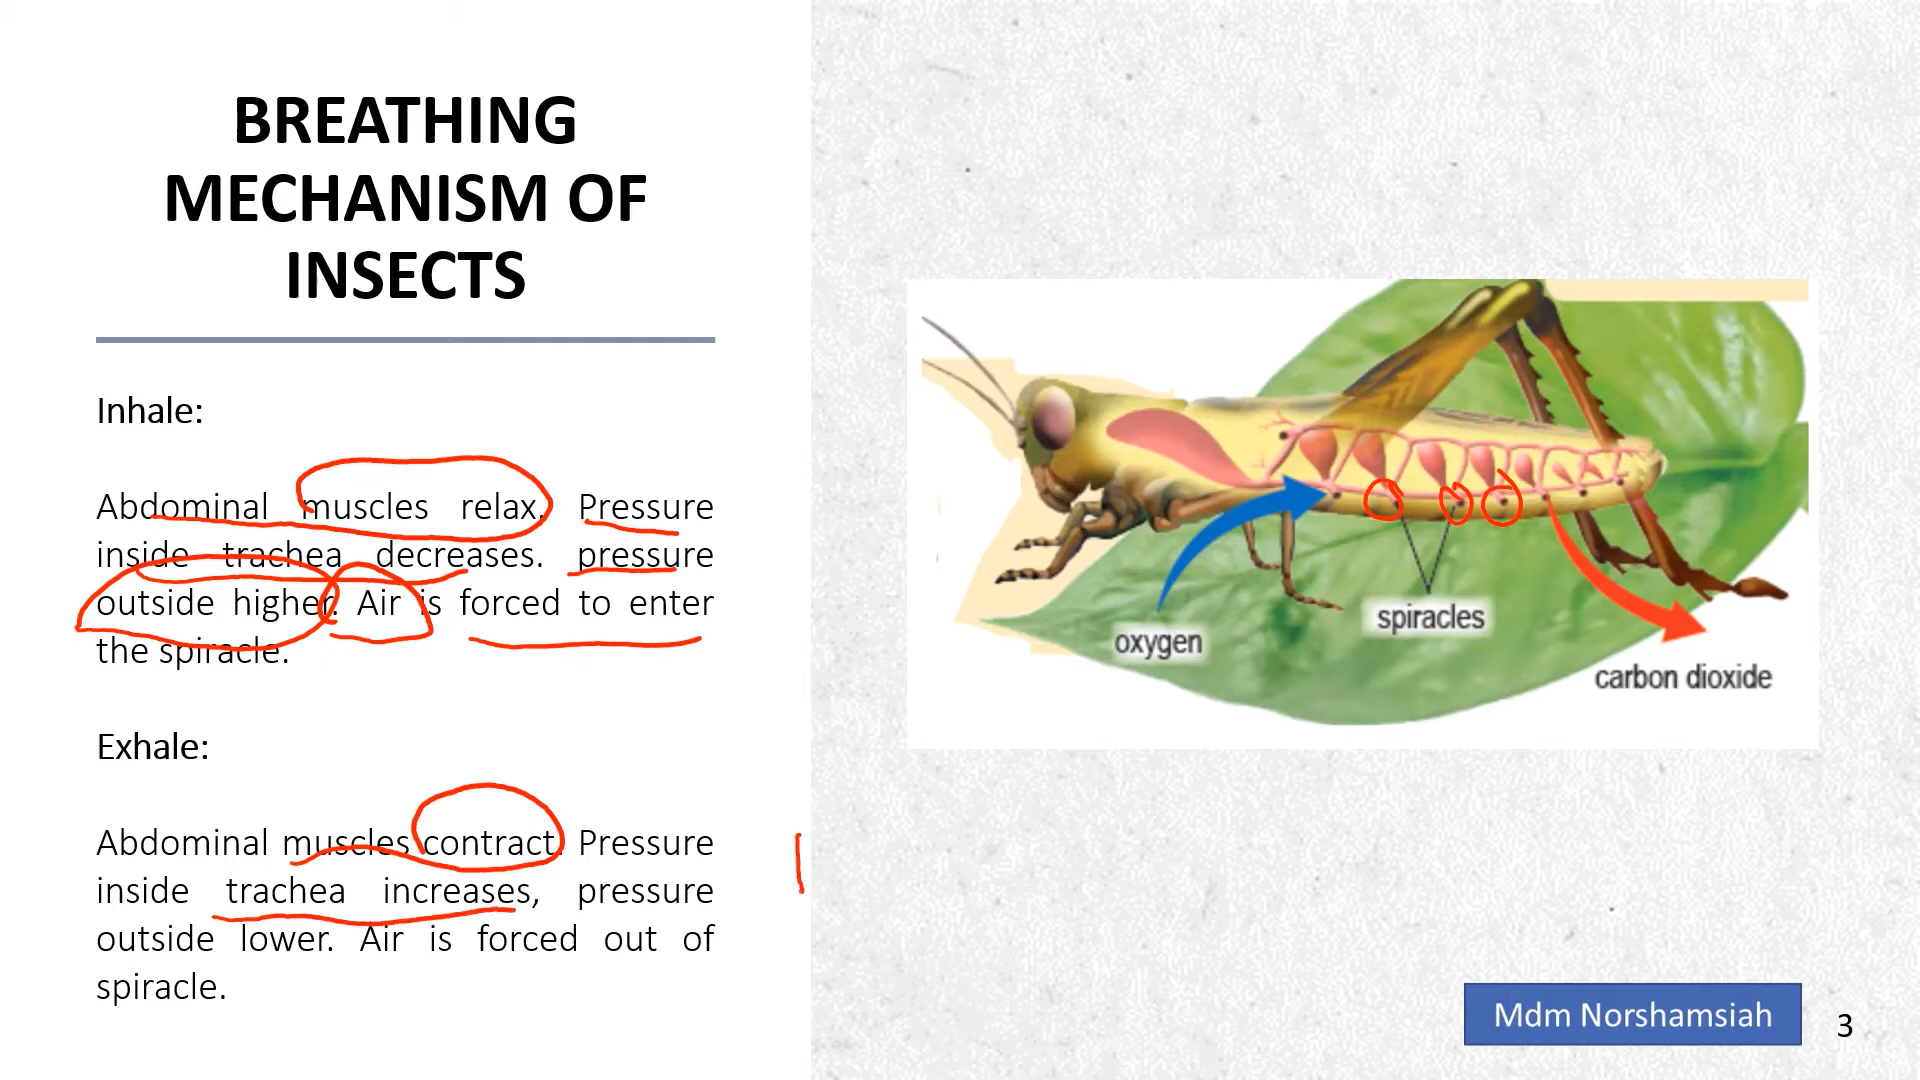 BREATHING
MECHANISM OF
INSECTS
Inhale:
Abdominal muscles relax. Pressure
inside trachea decreases. pressure
outside higher. Air is forced to enter
the spiracle.
Exhale:
Abdominal muscles contract. Pressure
inside trachea increases, pressure
outside lower. Air is forced out of
spiracle.
oxygen
spiracles
carbon dioxide
Mdm Norshamsiah
3